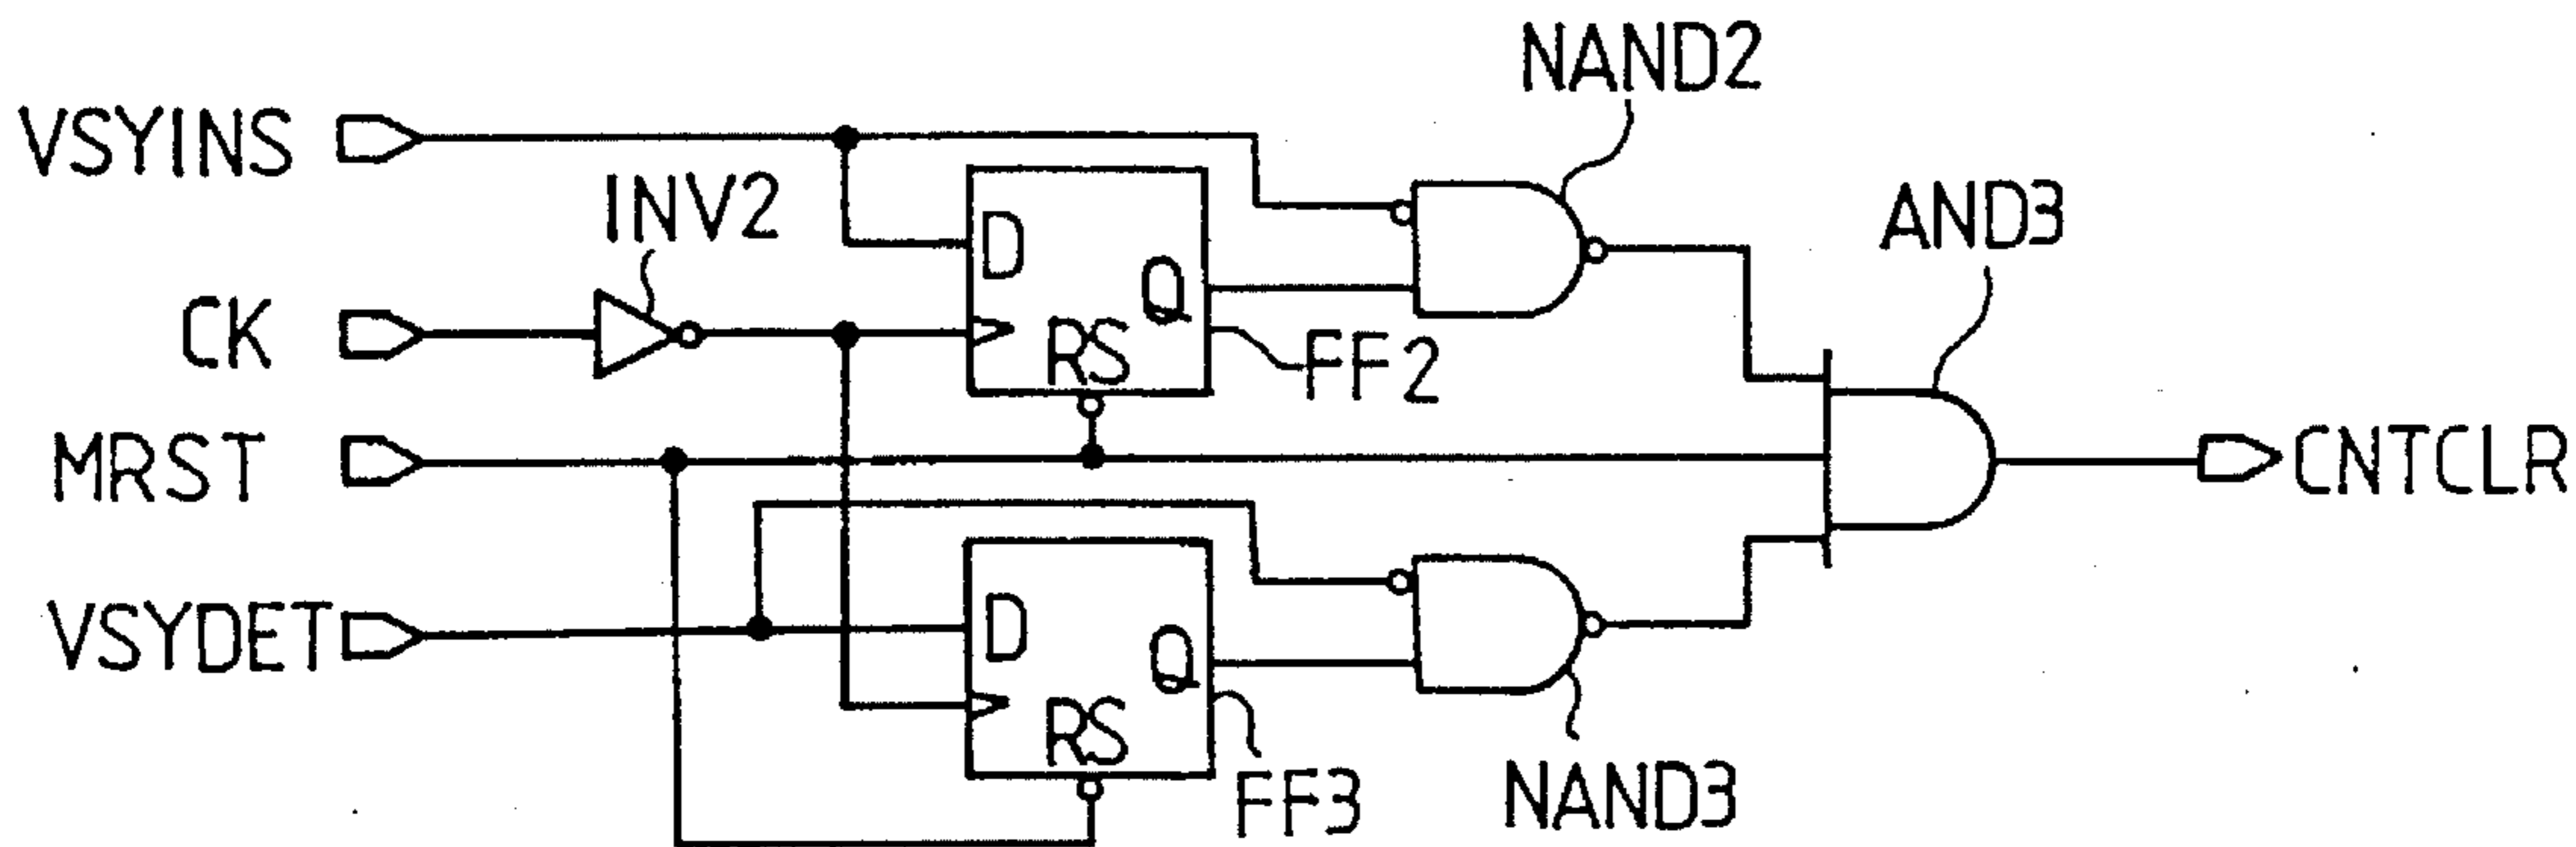 NAND2
VSYINS
INV2
AND3
D
Q
CK
RS
FF2
MRST
CNTCLR
VSYDET
D
Q
RS
FF3
NAND3